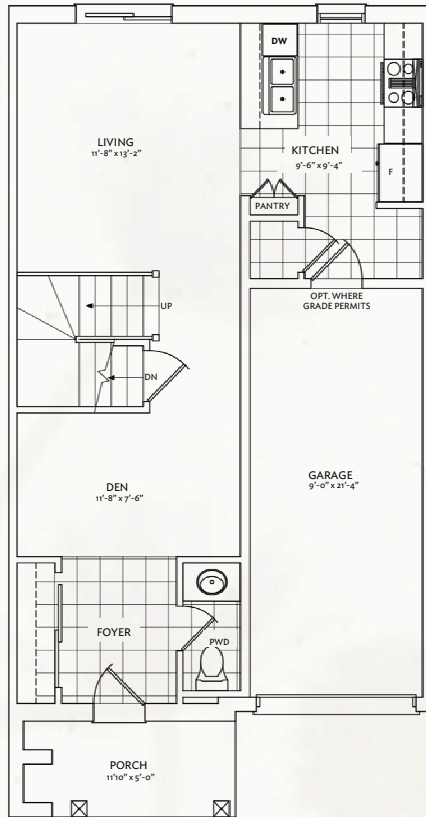 DW
LIVING
11'-8" x 13'-2"
KITCHEN
9'-6" x 9'-4"
F
PANTRY
UP
OPT. WHERE
GRADE PERMITS
DN
GARAGE
9'-0" x 21'-4"
DEN
11'-8" x 7'-6"
FOYER
PWD
PORCH
11'10" x 5'-0"